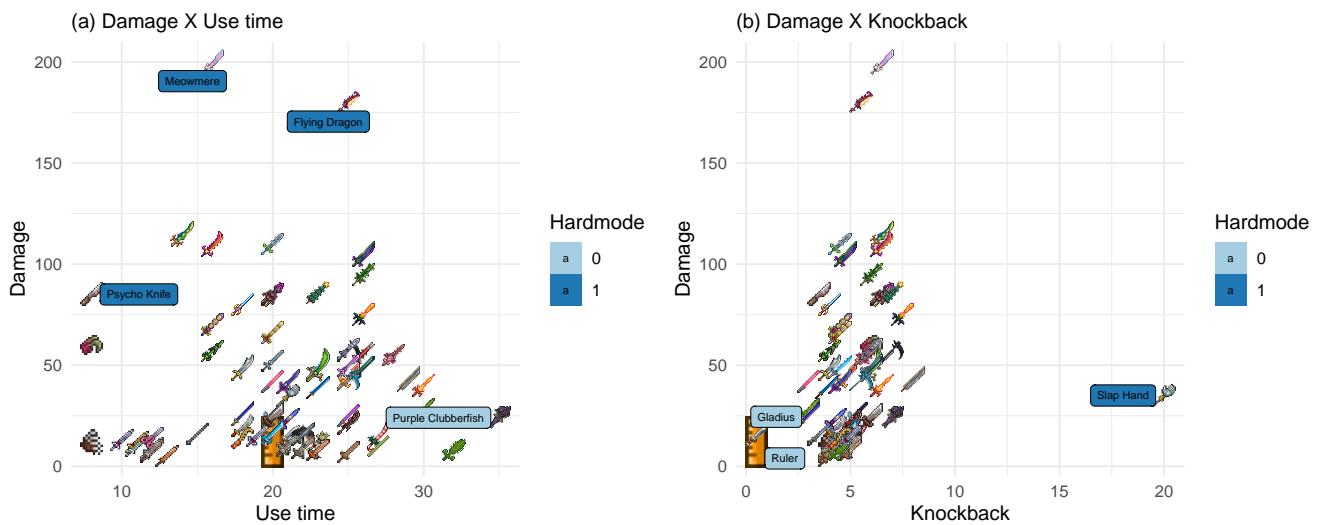 (a) Damage X Use time
200
150
100
50
0
Damage
Meowmere
Flying Dragon
Psycho Knife
Purple Clubberfish
10
20
30
Use time
Hardmode
a 0
a 1
(b) Damage X Knockback
200
150
100
50
0
Damage
Slap Hand
Gladius
Ruler
0
5
10
15
20
Knockback
Hardmode
a 0
a 1